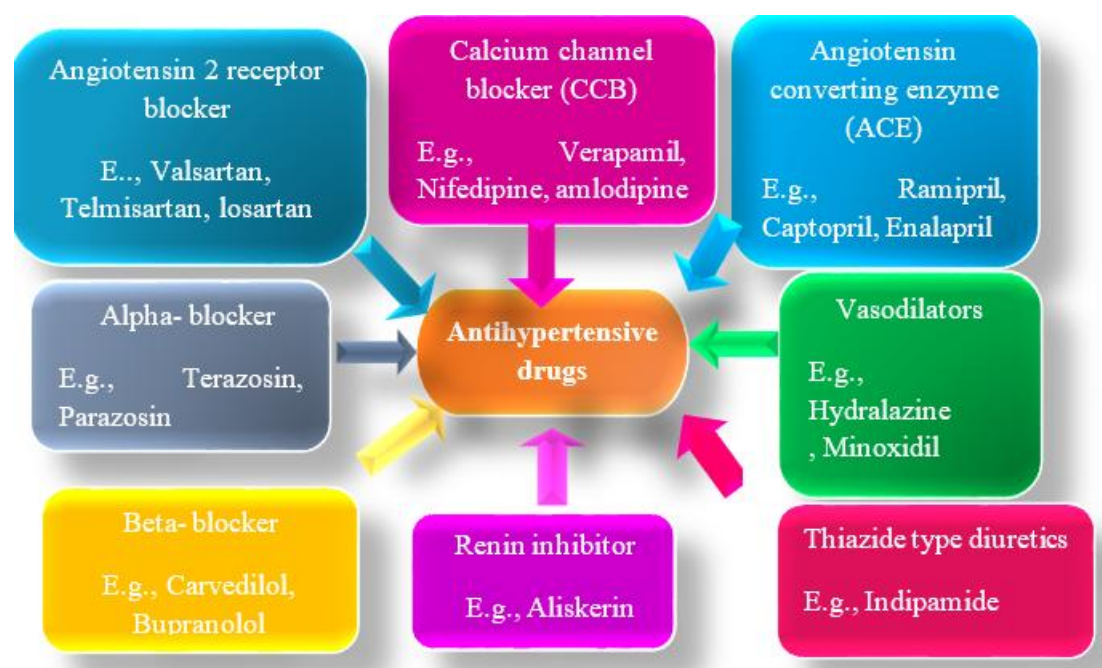 Angiotensin 2 receptor
blocker
E.., Valsartan,
Telmisartan, losartan
Calcium channel
blocker (CCB)
E.g., Verapamil,
Nifedipine, amlodipine
Angiotensin
converting enzyme
(ACE)
E.g., Ramipril,
Captopril, Enalapril
Alpha- blocker
E.g., Terazosin,
Parazosin
Antihypertensive
drugs
Vasodilators
E.g.,
Hydralazine
, Minoxidil
Beta- blocker
E.g., Carvedilol,
Bupranolol
Renin inhibitor
E.g., Aliskerin
Thiazide type diuretics
E.g., Indipamide